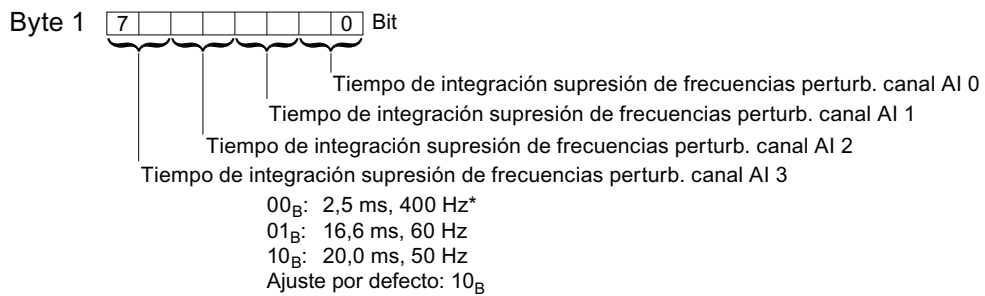 Byte 1 7 0 Bit
Tiempo de integración supresión de frecuencias perturb. canal AI 0
Tiempo de integración supresión de frecuencias perturb. canal AI 1
Tiempo de integración supresión de frecuencias perturb. canal AI 2
Tiempo de integración supresión de frecuencias perturb. canal AI 3
00B: 2,5 ms, 400 Hz*
01B: 16,6 ms, 60 Hz
10B: 20,0 ms, 50 Hz
Ajuste por defecto: 10B